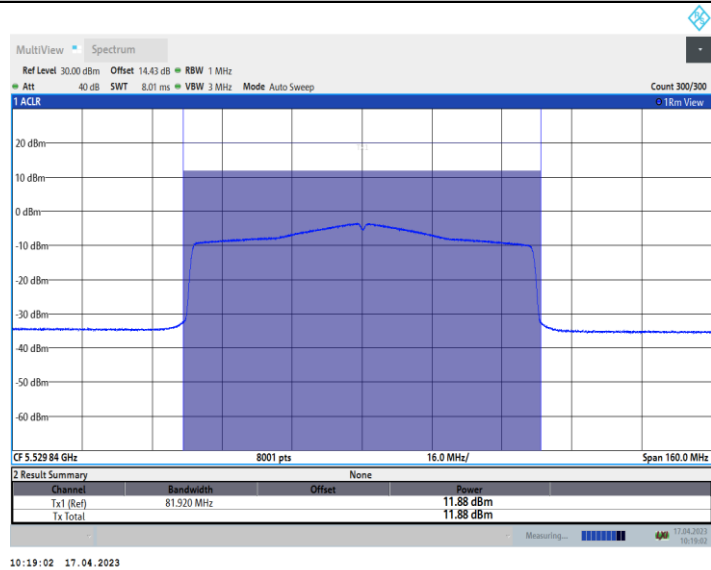 MultiView Spectrum
Ref Level 30.00 dBm Offset 14.43 dB RBW 1 MHz
Att 40 dB SWT 8.01 ms VBW 3 MHz Mode Auto Sweep Count 300/300
1 ACLR 1Rm View
20 dBm
10 dBm
0 dBm
-10 dBm
-20 dBm
-30 dBm
-40 dBm
-50 dBm
-60 dBm
CF 5.529 84 GHz 8001 pts 16.0 MHz/ Span 160.0 MHz
2 Result Summary None
Channel Bandwidth Offset Power
Tx1 (Ref) 81.920 MHz 11.88 dBm
Tx Total 11.88 dBm
Measuring... 17.04.2023
10:19:02
10:19:02 17.04.2023